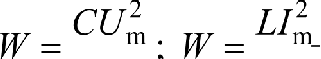 W = CU²ₘ ; W = LI²ₘ